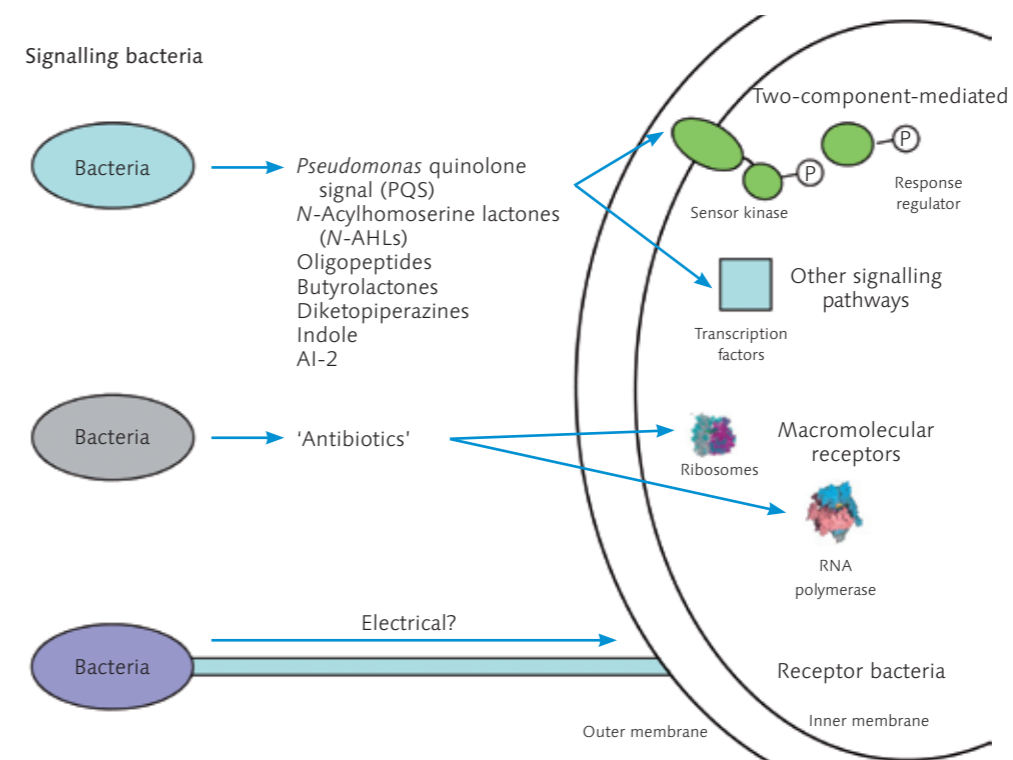 Signalling bacteria
Bacteria
Pseudomonas quinolone
signal (PQS)
N-Acylhomoserine lactones
(N-AHLs)
Oligopeptides
Butyrolactones
Diketopiperazines
Indole
AI-2
Two-component-mediated
P
P
Sensor kinase
Response
regulator
Other signalling
pathways
Transcription
factors
Bacteria
'Antibiotics'
Macromolecular
receptors
Ribosomes
RNA
polymerase
Electrical?
Bacteria
Receptor bacteria
Outer membrane
Inner membrane